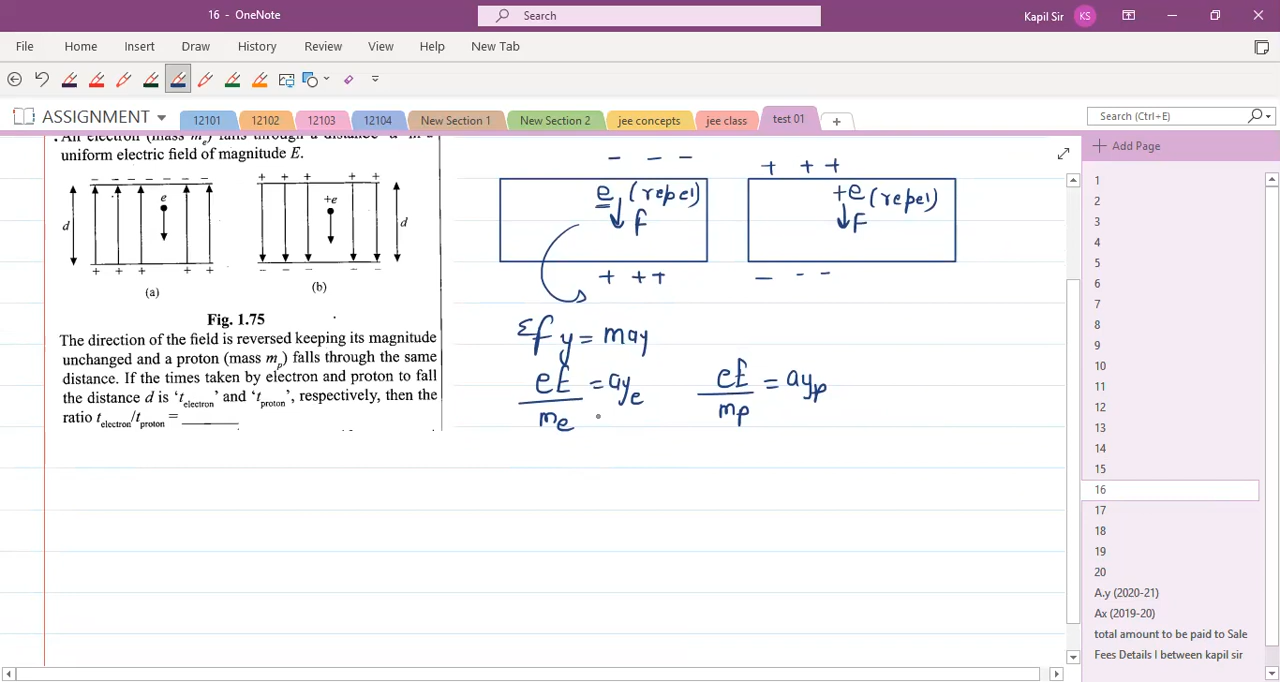 16 - OneNote
Search
Kapil Sir
KS
File Home Insert Draw History Review View Help New Tab
ASSIGNMENT
12101 12102 12103 12104 New Section 1 New Section 2 jee concepts jee class test 01
Search (Ctrl+E)
Add Page
uniform electric field of magnitude E.
- - - - - - -
e
d
+ + + + +
(a)
+ + + + +
+e
d
- - - - -
(b)
Fig. 1.75
The direction of the field is reversed keeping its magnitude
unchanged and a proton (mass mp) falls through the same
distance. If the times taken by electron and proton to fall
the distance d is ‘telectron’ and ‘tproton’, respectively, then the
ratio telectron/tproton = ________
- - -
e (repel)
F
+ + +
+ + +
+e (repel)
F
- - -
Σfy = may
eE/me = aye
eE/mp = ayp
1
2
3
4
5
6
7
8
9
10
11
12
13
14
15
16
17
18
19
20
A.y (2020-21)
Ax (2019-20)
total amount to be paid to Sale
Fees Details I between kapil sir